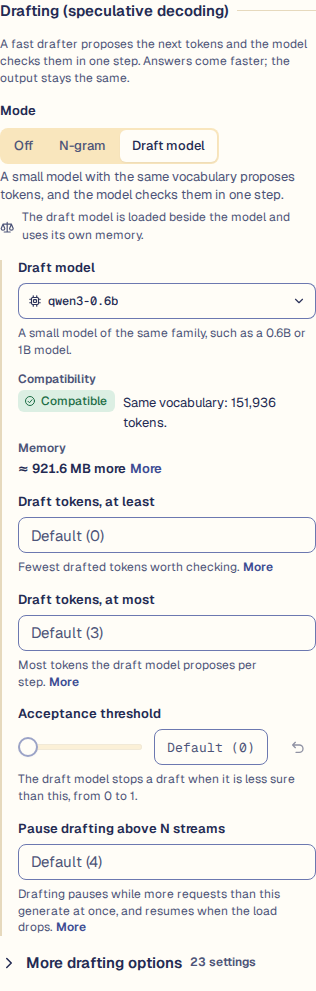 Drafting (speculative decoding)
A fast drafter proposes the next tokens and the model
checks them in one step. Answers come faster; the
output stays the same.
Mode
Off N-gram Draft model
A small model with the same vocabulary proposes
tokens, and the model checks them in one step.
The draft model is loaded beside the model and
uses its own memory.
Draft model
qwen3-0.6b
A small model of the same family, such as a 0.6B or
1B model.
Compatibility
Compatible Same vocabulary: 151,936
tokens.
Memory
≈ 921.6 MB more More
Draft tokens, at least
Default (0)
Fewest drafted tokens worth checking. More
Draft tokens, at most
Default (3)
Most tokens the draft model proposes per
step. More
Acceptance threshold
Default (0)
The draft model stops a draft when it is less sure
than this, from 0 to 1.
Pause drafting above N streams
Default (4)
Drafting pauses while more requests than this
generate at once, and resumes when the load
drops. More
More drafting options 23 settings